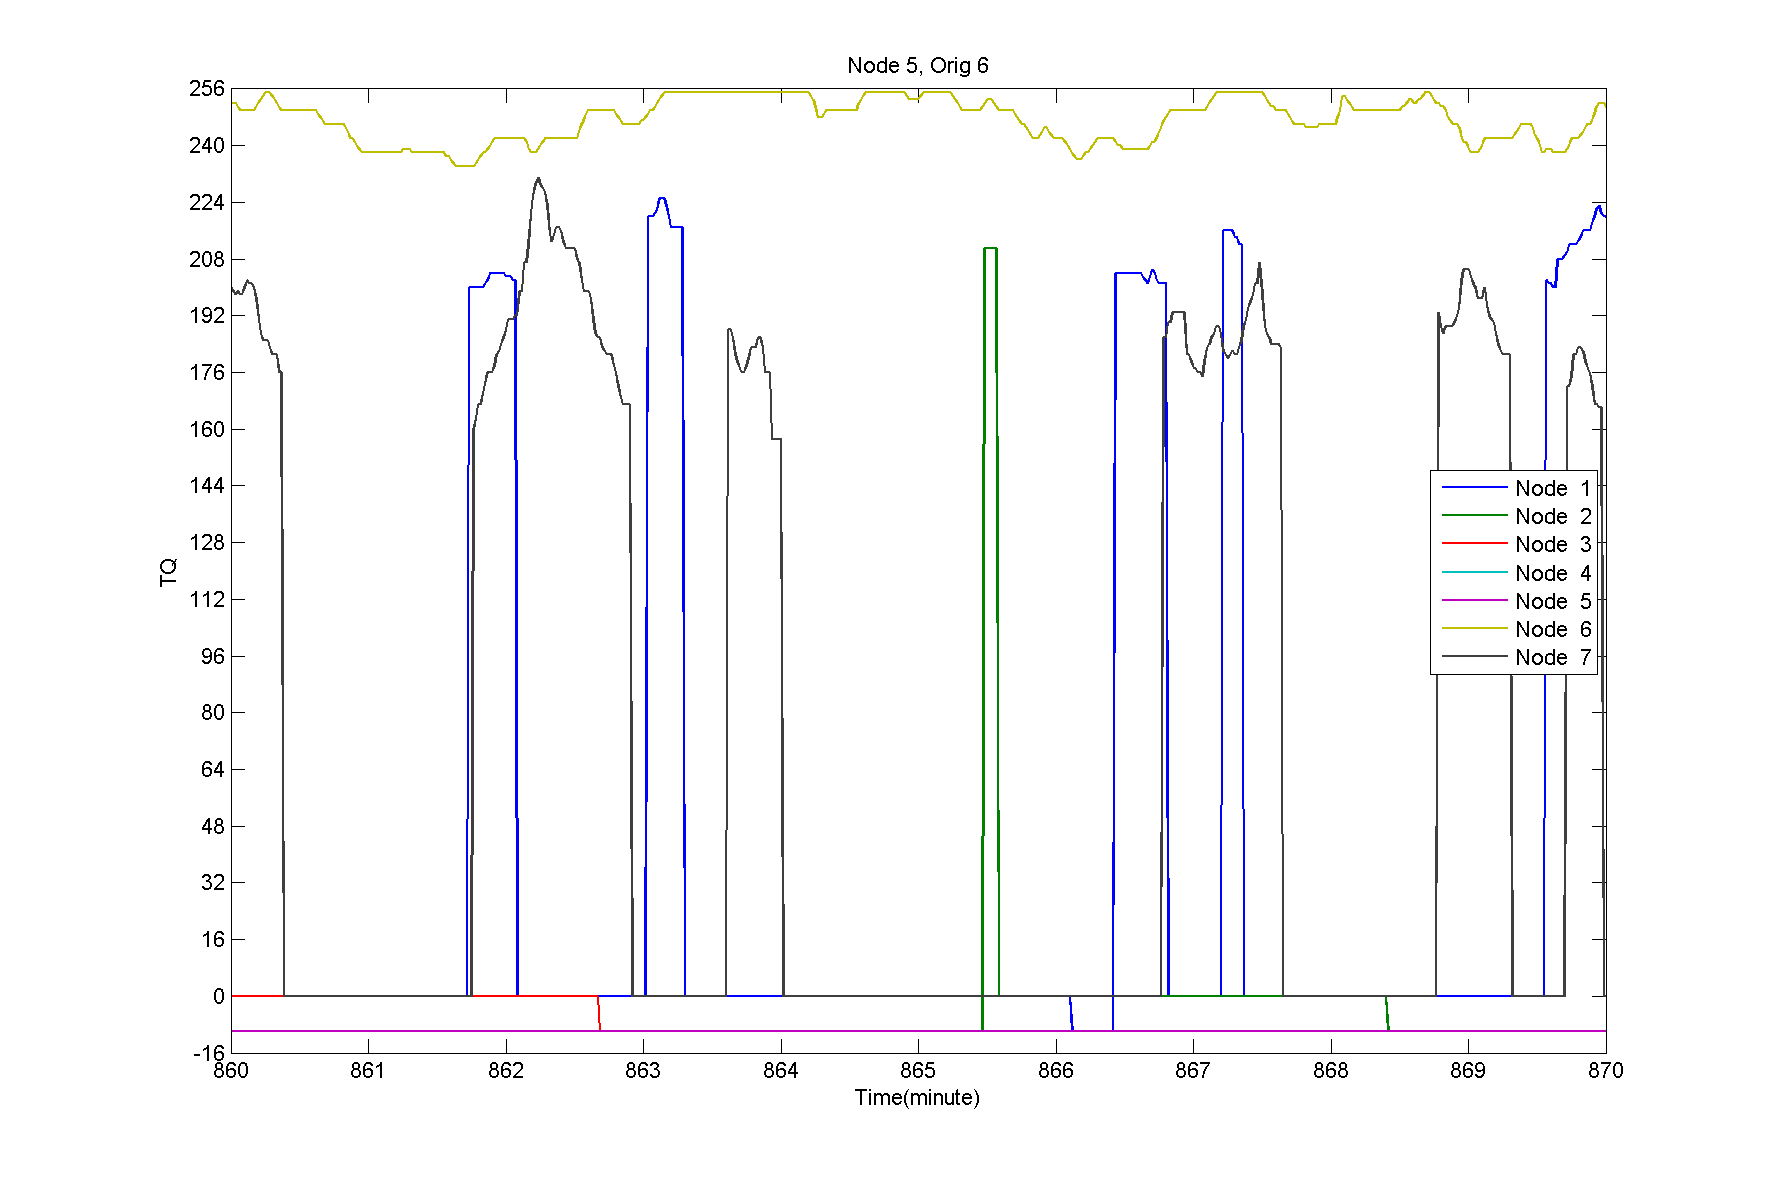 Node 5, Orig 6
256
240
224
208
192
176
160
144
128
112
96
80
64
48
32
16
0
-16
TQ
Node 1
Node 2
Node 3
Node 4
Node 5
Node 6
Node 7
860 861 862 863 864 865 866 867 868 869 870
Time(minute)